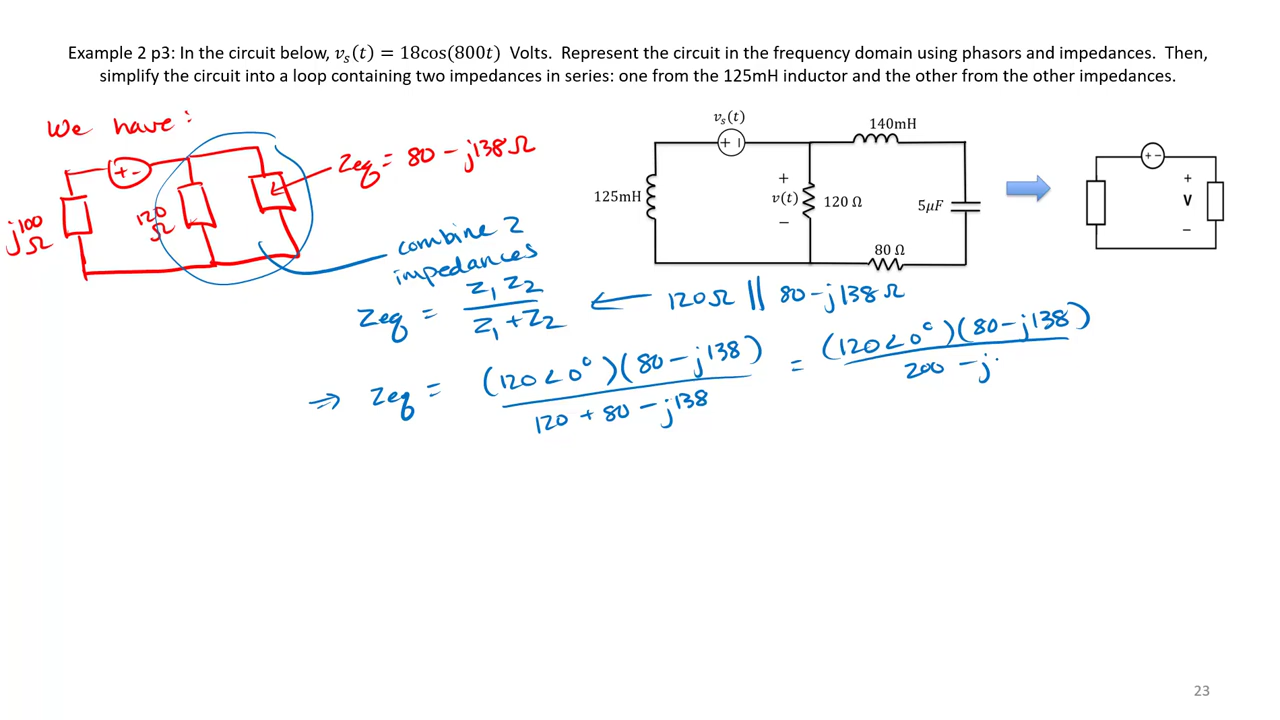 Example 2 p3: In the circuit below, v_s(t) = 18cos(800t) Volts. Represent the circuit in the frequency domain using phasors and impedances. Then,
simplify the circuit into a loop containing two impedances in series: one from the 125mH inductor and the other from the other impedances.
We have:
+ -
Zeq = 80 - j138 Ω
j100 Ω
120 Ω
combine 2
impedances
v_s(t)
+ -
140mH
125mH
+
v(t)
-
120 Ω
5μF
80 Ω
+ -
+
V
-
Zeq = Z1 Z2 / Z1 + Z2 ← 120Ω || 80 - j138 Ω
⇒ Zeq = (120 < 0°)(80 - j138) / 120 + 80 - j138 = (120 < 0°)(80 - j138) / 200 - j
23